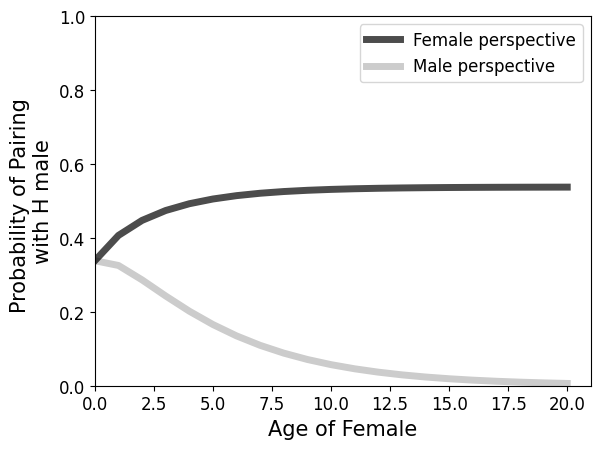 1.0
0.8
0.6
0.4
0.2
0.0
Probability of Pairing
with H male
Female perspective
Male perspective
0.0 2.5 5.0 7.5 10.0 12.5 15.0 17.5 20.0
Age of Female